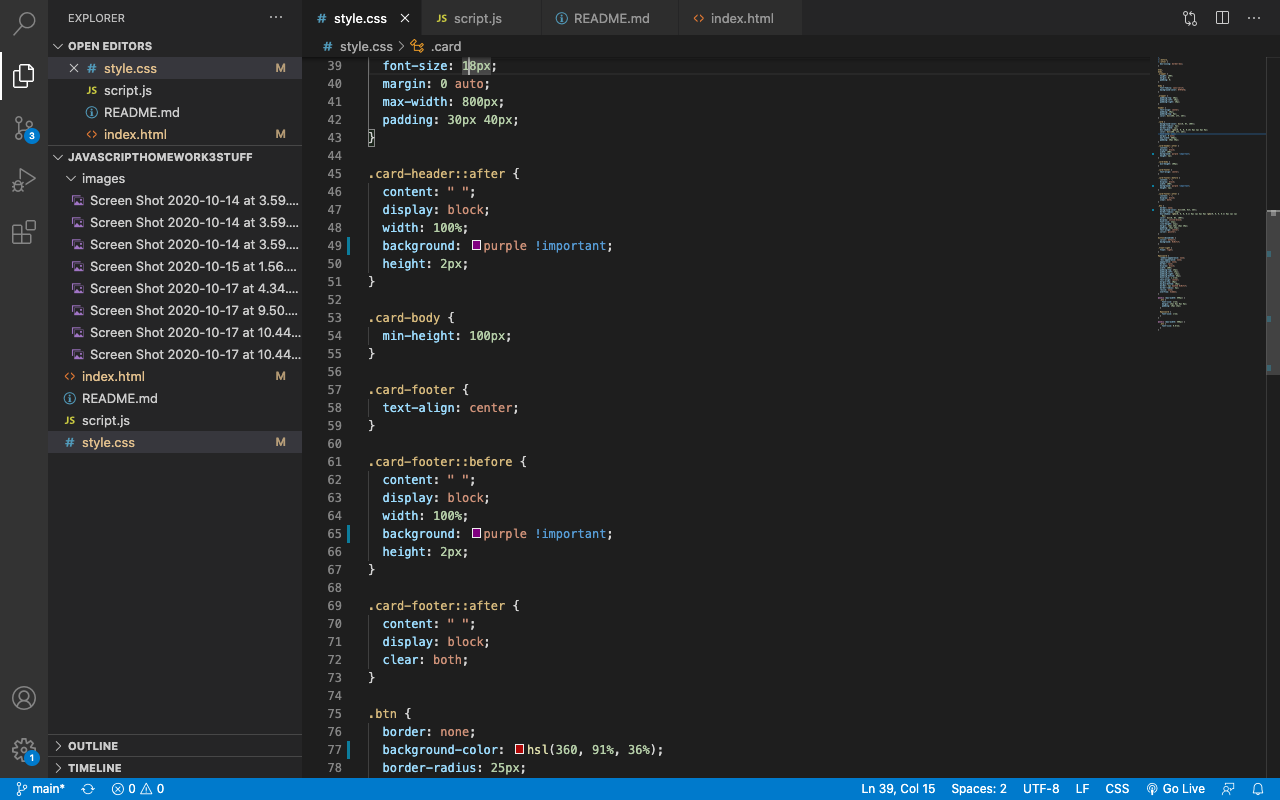 EXPLORER
style.css
JS script.js
README.md
index.html
OPEN EDITORS
style.css > .card
style.css M
JS script.js
README.md
index.html M
JAVASCRIPTHOMEWORK3STUFF
images
Screen Shot 2020-10-14 at 3.59....
Screen Shot 2020-10-14 at 3.59....
Screen Shot 2020-10-14 at 3.59....
Screen Shot 2020-10-15 at 1.56....
Screen Shot 2020-10-17 at 4.34....
Screen Shot 2020-10-17 at 9.50....
Screen Shot 2020-10-17 at 10.44...
Screen Shot 2020-10-17 at 10.44...
index.html M
README.md
JS script.js
style.css M
OUTLINE
TIMELINE
3
1
39 font-size: 18px;
40 margin: 0 auto;
41 max-width: 800px;
42 padding: 30px 40px;
43 }
44
45 .card-header::after {
46 content: " ";
47 display: block;
48 width: 100%;
49 background: purple !important;
50 height: 2px;
51 }
52
53 .card-body {
54 min-height: 100px;
55 }
56
57 .card-footer {
58 text-align: center;
59 }
60
61 .card-footer::before {
62 content: " ";
63 display: block;
64 width: 100%;
65 background: purple !important;
66 height: 2px;
67 }
68
69 .card-footer::after {
70 content: " ";
71 display: block;
72 clear: both;
73 }
74
75 .btn {
76 border: none;
77 background-color: hsl(360, 91%, 36%);
78 border-radius: 25px;
main* 0 0 Ln 39, Col 15 Spaces: 2 UTF-8 LF CSS Go Live